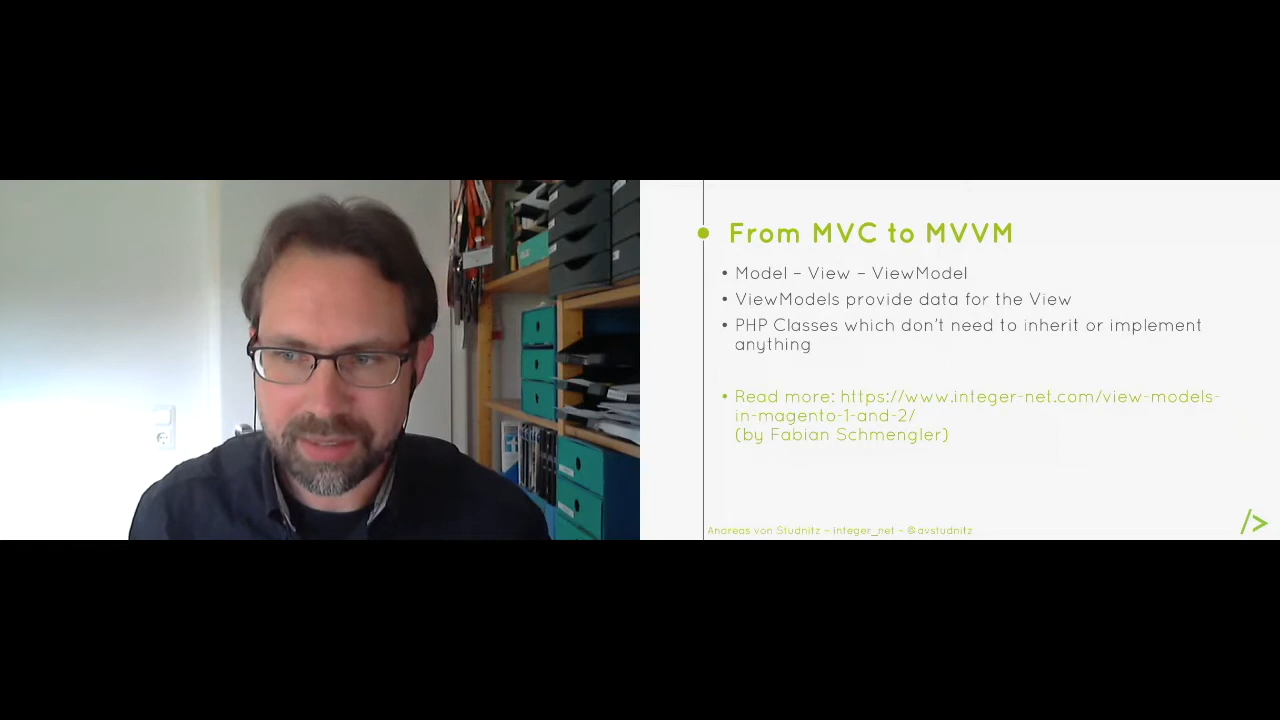 From MVC to MVVM
• Model – View – ViewModel
• ViewModels provide data for the View
• PHP Classes which don't need to inherit or implement
anything
• Read more: https://www.integer-net.com/view-models-
in-magento-1-and-2/
(by Fabian Schmengler)
Andreas von Studnitz – integer_net – @avstudnitz
/>